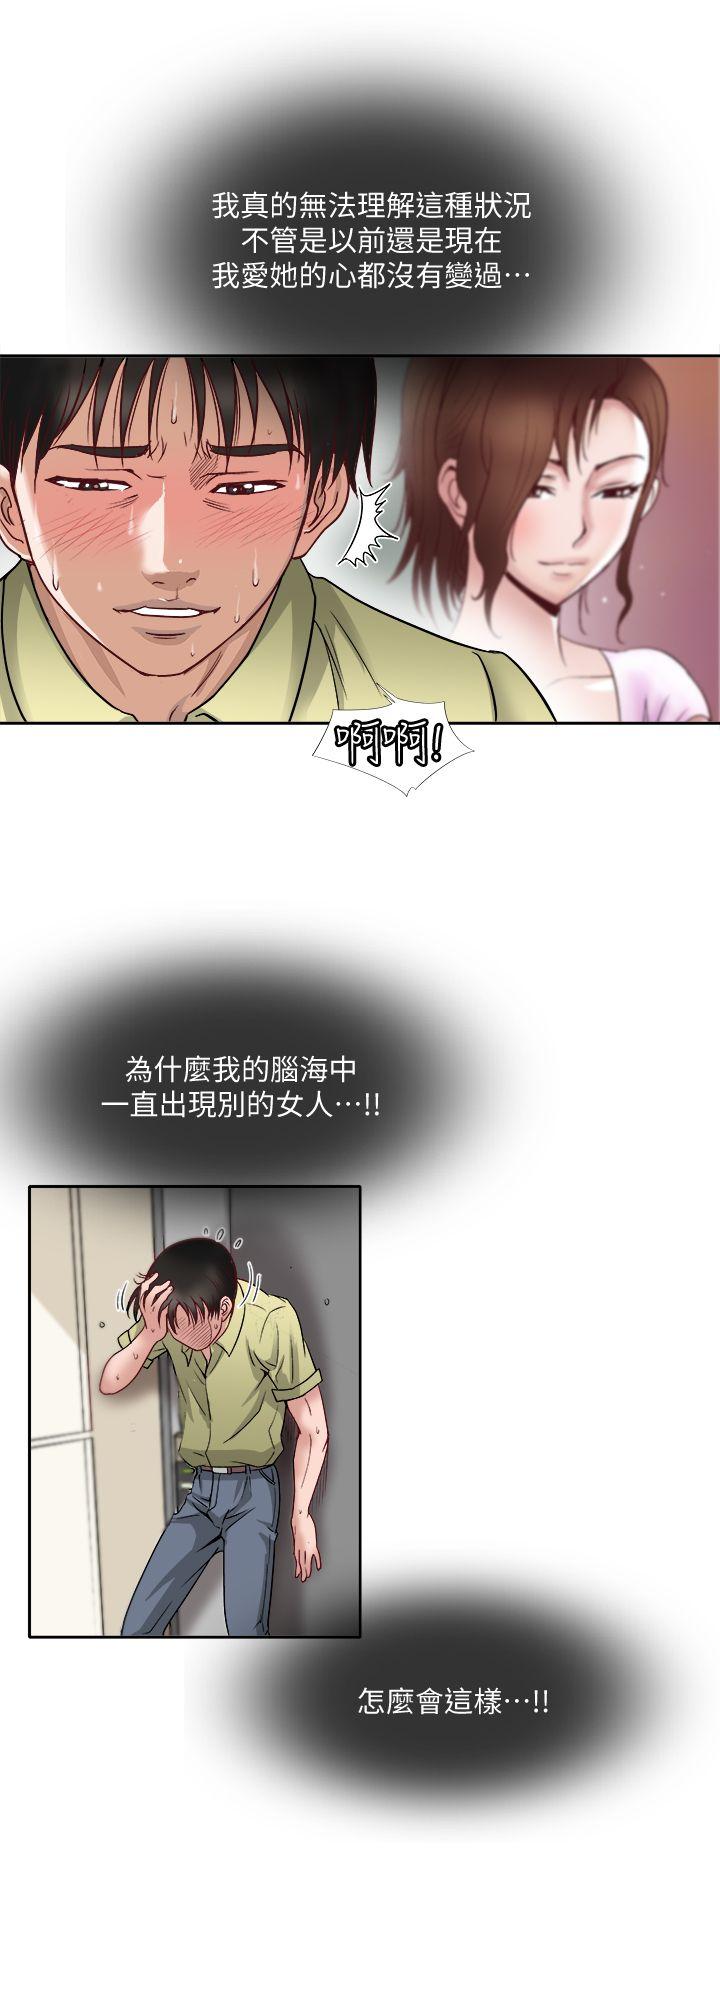 我真的無法理解這種狀況
不管是以前還是現在
我愛她的心都沒有變過…
啊啊!
為什麼我的腦海中
一直出現別的女人…!!
怎麼會這樣…!!